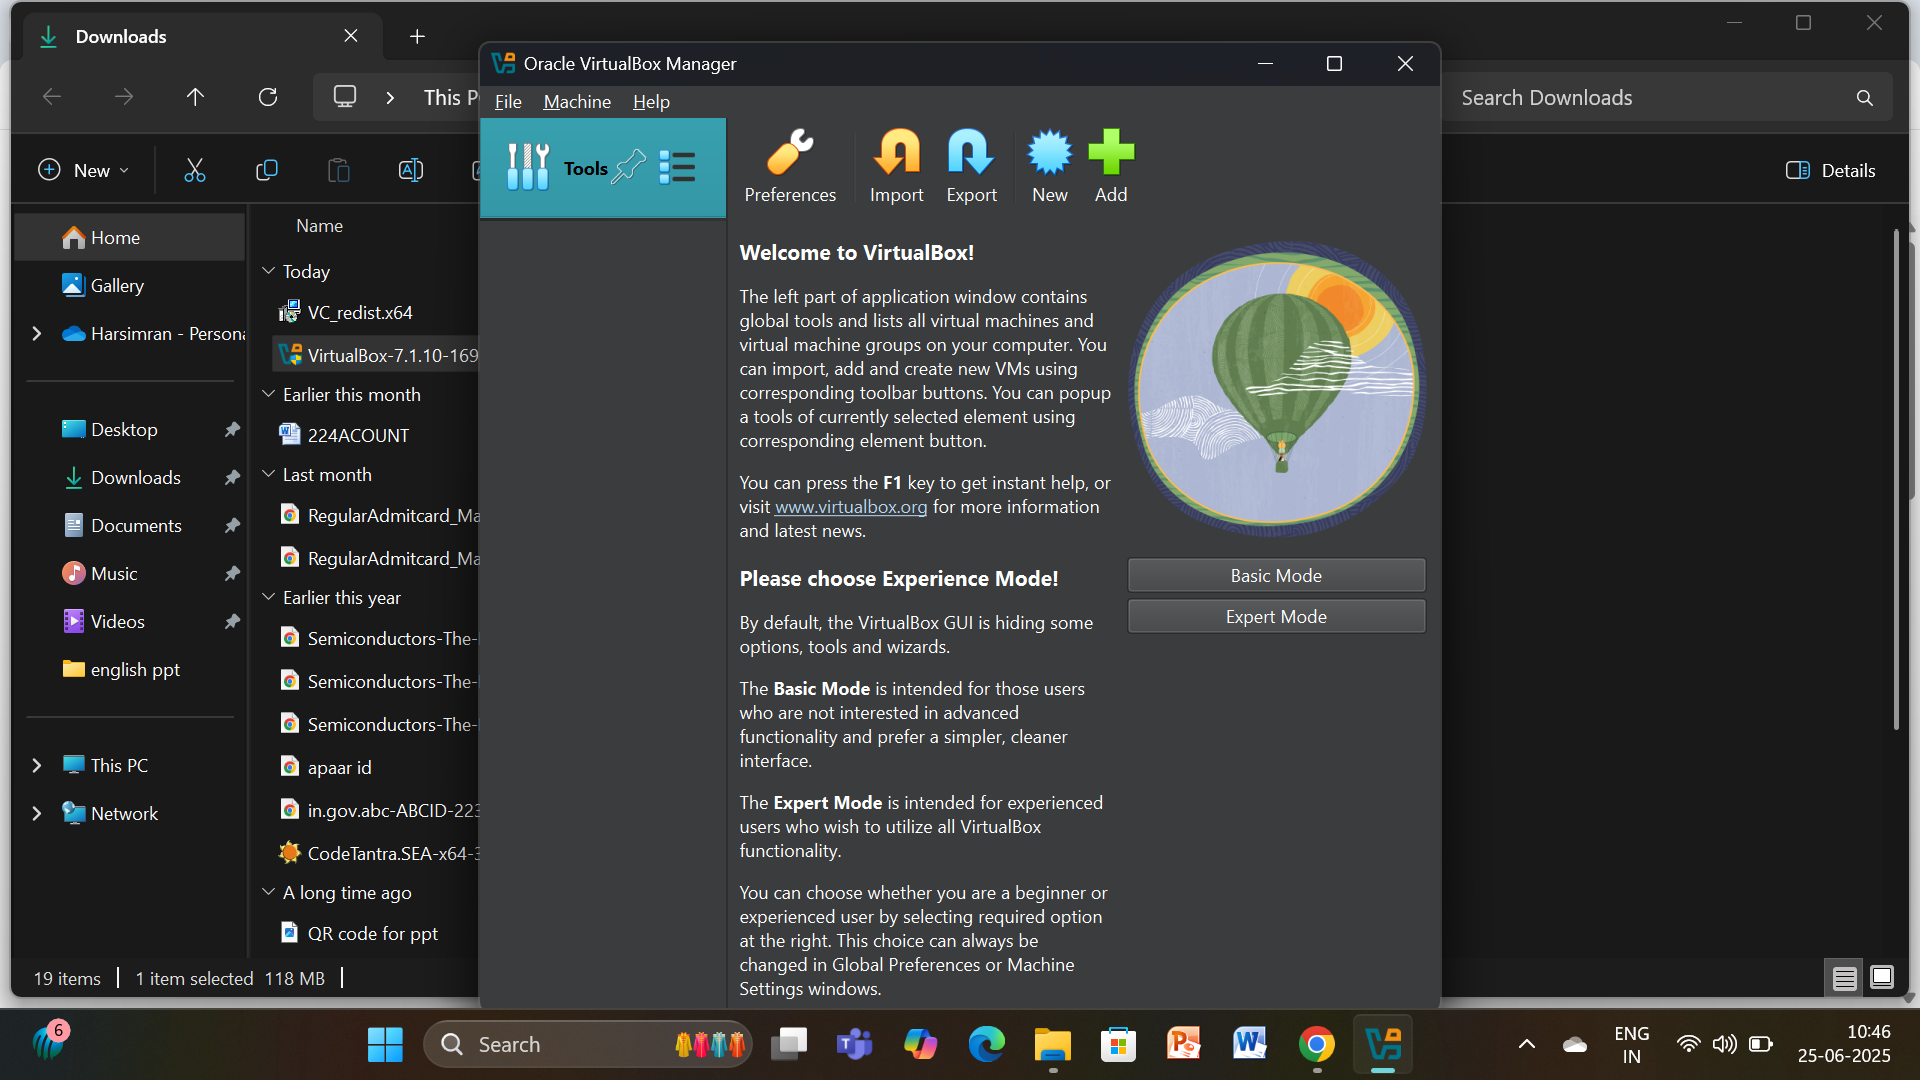 Downloads
This P
Search Downloads
New
Details
Home
Gallery
Harsimran - Persona
Desktop
Downloads
Documents
Music
Videos
english ppt
This PC
Network
Name
Today
VC_redist.x64
VirtualBox-7.1.10-169
Earlier this month
224ACOUNT
Last month
RegularAdmitcard_Ma
RegularAdmitcard_Ma
Earlier this year
Semiconductors-The-
Semiconductors-The-
Semiconductors-The-
apaar id
in.gov.abc-ABCID-223
CodeTantra.SEA-x64-3
A long time ago
QR code for ppt
19 items
1 item selected 118 MB
Oracle VirtualBox Manager
File Machine Help
Tools
Preferences
Import
Export
New
Add
Welcome to VirtualBox!
The left part of application window contains
global tools and lists all virtual machines and
virtual machine groups on your computer. You
can import, add and create new VMs using
corresponding toolbar buttons. You can popup
a tools of currently selected element using
corresponding element button.
You can press the F1 key to get instant help, or
visit www.virtualbox.org for more information
and latest news.
Please choose Experience Mode!
By default, the VirtualBox GUI is hiding some
options, tools and wizards.
The Basic Mode is intended for those users
who are not interested in advanced
functionality and prefer a simpler, cleaner
interface.
The Expert Mode is intended for experienced
users who wish to utilize all VirtualBox
functionality.
You can choose whether you are a beginner or
experienced user by selecting required option
at the right. This choice can always be
changed in Global Preferences or Machine
Settings windows.
Basic Mode
Expert Mode
6
Search
ENG
IN
10:46
25-06-2025